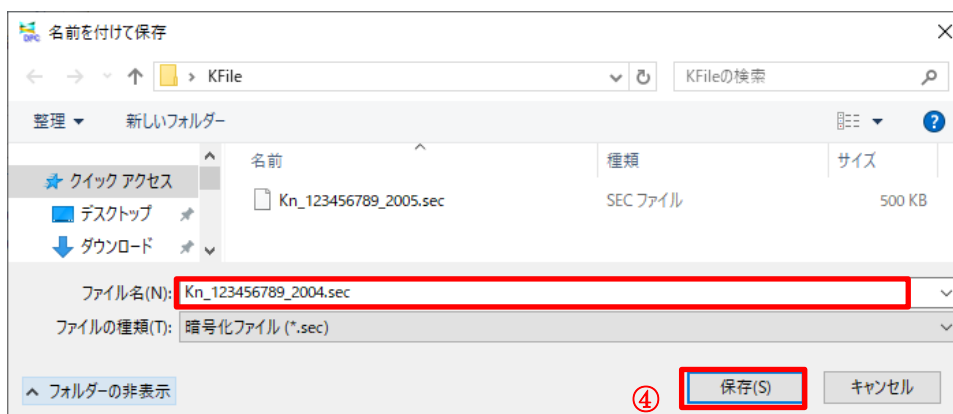 DPC 名前を付けて保存
KFile KFileの検索
整理 新しいフォルダー
名前 種類 サイズ
クイック アクセス
Kn_123456789_2005.sec SEC ファイル 500 KB
デスクトップ
ダウンロード
ファイル名(N): Kn_123456789_2004.sec
ファイルの種類(T): 暗号化ファイル (*.sec)
フォルダーの非表示 ④ 保存(S) キャンセル